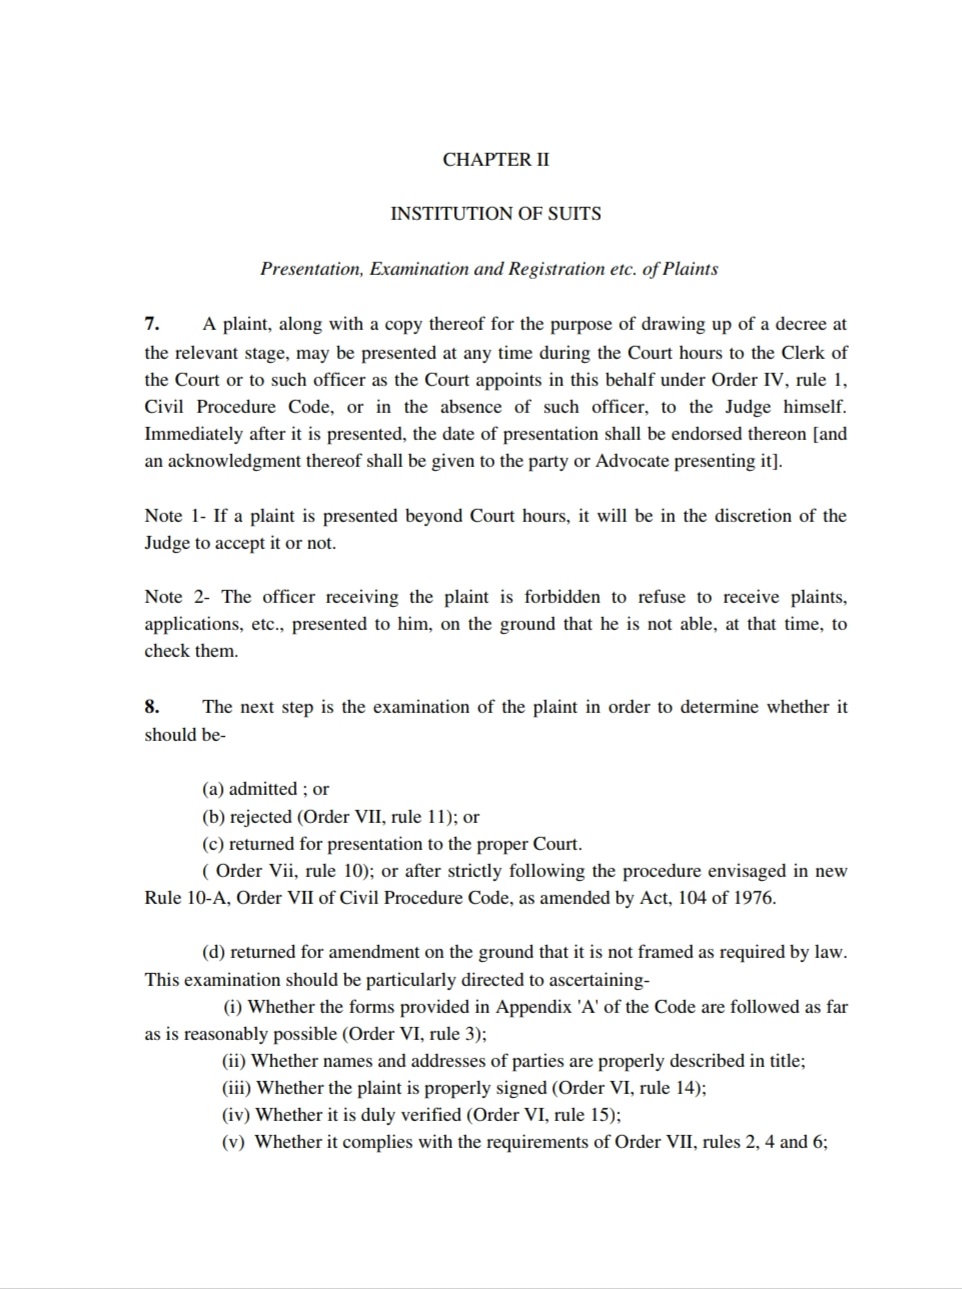 CHAPTER II
INSTITUTION OF SUITS
Presentation, Examination and Registration etc. of Plaints
7. A plaint, along with a copy thereof for the purpose of drawing up of a decree at
the relevant stage, may be presented at any time during the Court hours to the Clerk of
the Court or to such officer as the Court appoints in this behalf under Order IV, rule 1,
Civil Procedure Code, or in the absence of such officer, to the Judge himself.
Immediately after it is presented, the date of presentation shall be endorsed thereon [and
an acknowledgment thereof shall be given to the party or Advocate presenting it].
Note 1- If a plaint is presented beyond Court hours, it will be in the discretion of the
Judge to accept it or not.
Note 2- The officer receiving the plaint is forbidden to refuse to receive plaints,
applications, etc., presented to him, on the ground that he is not able, at that time, to
check them.
8. The next step is the examination of the plaint in order to determine whether it
should be-
(a) admitted ; or
(b) rejected (Order VII, rule 11); or
(c) returned for presentation to the proper Court.
( Order Vii, rule 10); or after strictly following the procedure envisaged in new
Rule 10-A, Order VII of Civil Procedure Code, as amended by Act, 104 of 1976.
(d) returned for amendment on the ground that it is not framed as required by law.
This examination should be particularly directed to ascertaining-
(i) Whether the forms provided in Appendix 'A' of the Code are followed as far
as is reasonably possible (Order VI, rule 3);
(ii) Whether names and addresses of parties are properly described in title;
(iii) Whether the plaint is properly signed (Order VI, rule 14);
(iv) Whether it is duly verified (Order VI, rule 15);
(v) Whether it complies with the requirements of Order VII, rules 2, 4 and 6;